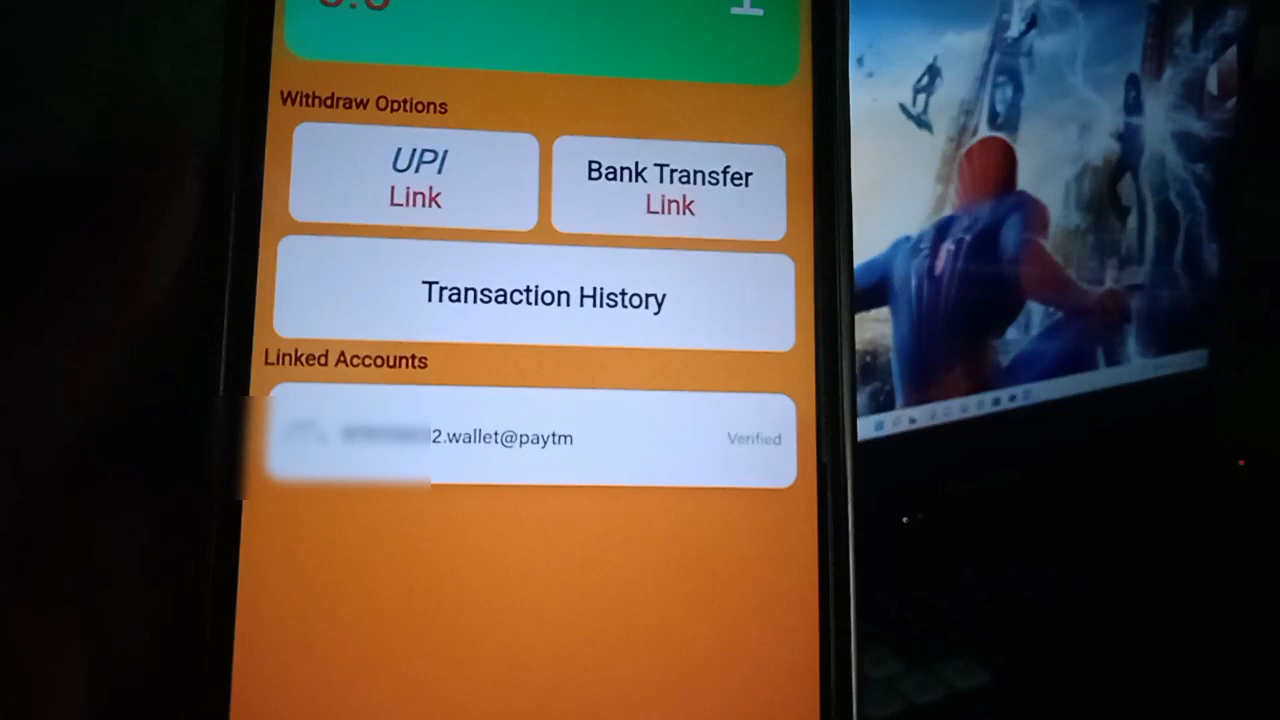 Withdraw Options
UPI
Link
Bank Transfer
Link
Transaction History
Linked Accounts
2.wallet@paytm
Verified